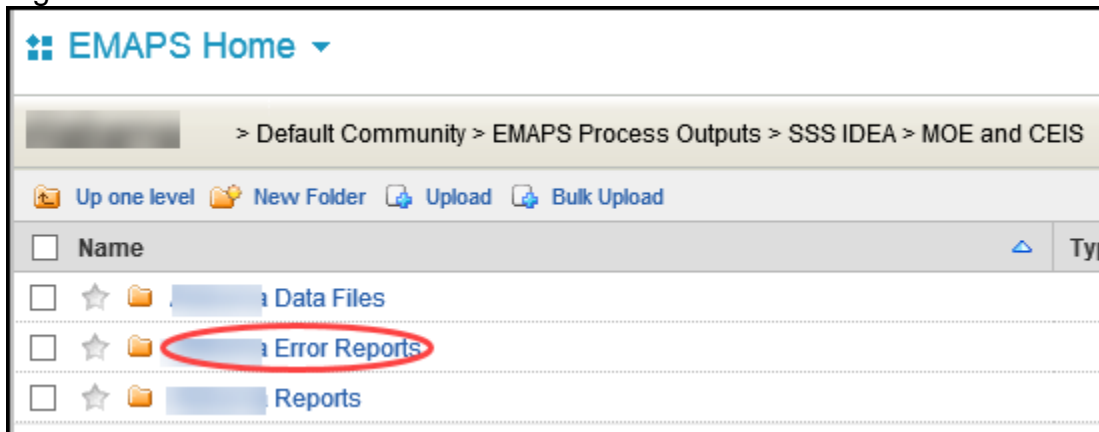 EMAPS Home
> Default Community > EMAPS Process Outputs > SSS IDEA > MOE and CEIS
Up one level New Folder Upload Bulk Upload
Name
Data Files
Error Reports
Reports